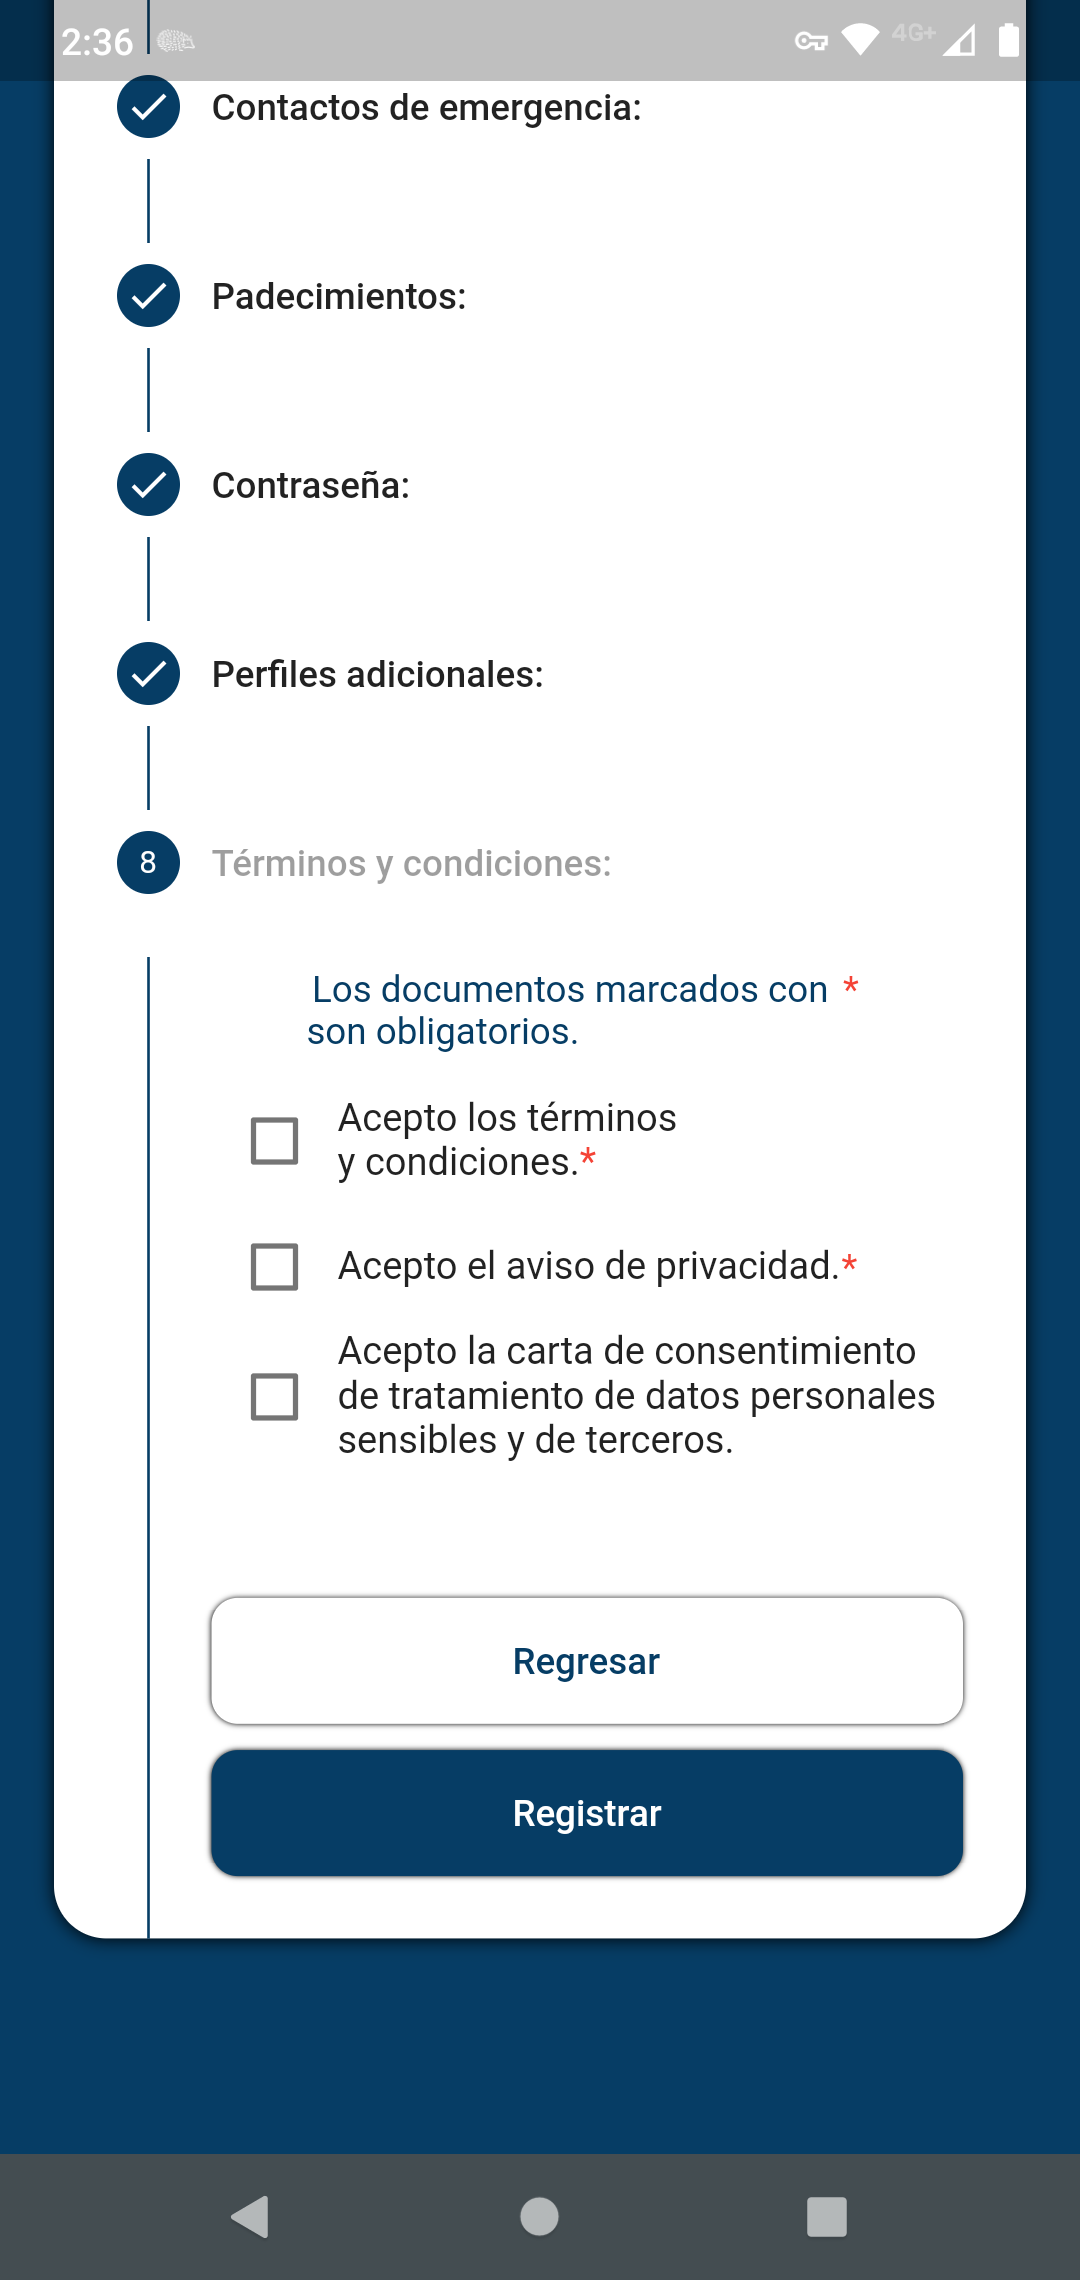 2:36
4G+
Contactos de emergencia:
Padecimientos:
Contraseña:
Perfiles adicionales:
8
Términos y condiciones:
Los documentos marcados con *
son obligatorios.
Acepto los términos
y condiciones.*
Acepto el aviso de privacidad.*
Acepto la carta de consentimiento
de tratamiento de datos personales
sensibles y de terceros.
Regresar
Registrar